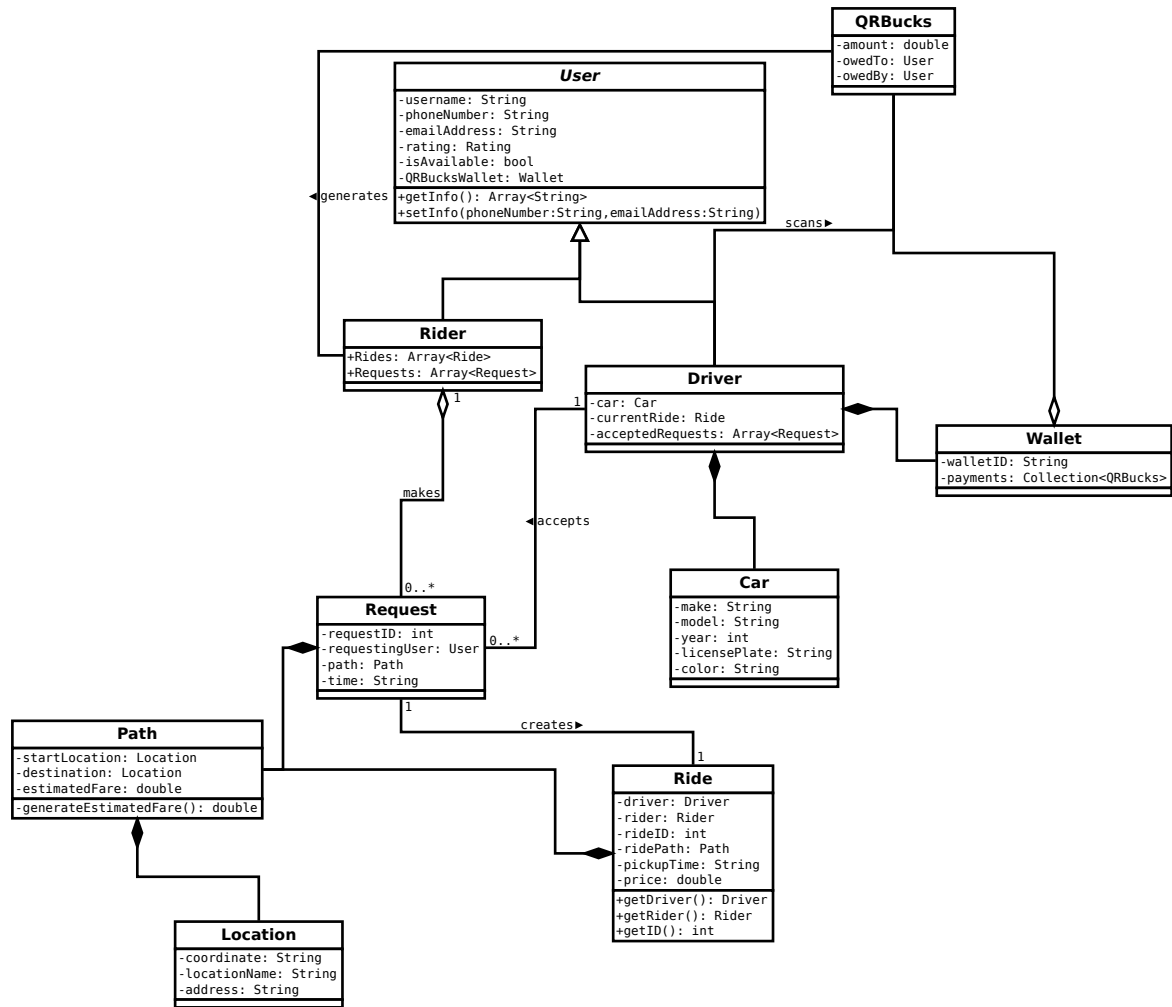 QRBucks
-amount: double
-owedTo: User
-owedBy: User
User
-username: String
-phoneNumber: String
-emailAddress: String
-rating: Rating
-isAvailable: bool
-QRBucksWallet: Wallet
+getInfo(): Array<String>
+setInfo(phoneNumber:String,emailAddress:String)
◄generates
scans►
Rider
+Rides: Array<Ride>
+Requests: Array<Request>
1
Driver
-car: Car
-currentRide: Ride
-acceptedRequests: Array<Request>
1
Wallet
-walletID: String
-payments: Collection<QRBucks>
makes
◄accepts
0..*
Request
-requestID: int
-requestingUser: User
-path: Path
-time: String
0..*
1
Car
-make: String
-model: String
-year: int
-licensePlate: String
-color: String
creates►
1
Path
-startLocation: Location
-destination: Location
-estimatedFare: double
-generateEstimatedFare(): double
Ride
-driver: Driver
-rider: Rider
-rideID: int
-ridePath: Path
-pickupTime: String
-price: double
+getDriver(): Driver
+getRider(): Rider
+getID(): int
Location
-coordinate: String
-locationName: String
-address: String